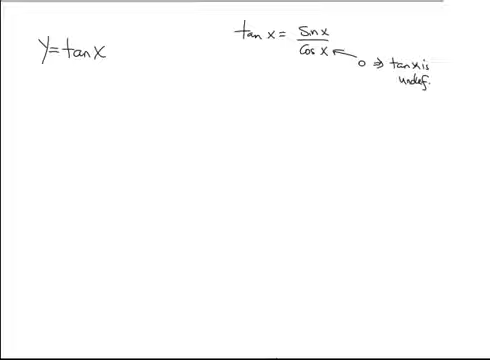 y = tan x
tan x = sin x / cos x
0 ⇒ tan x is
undef.